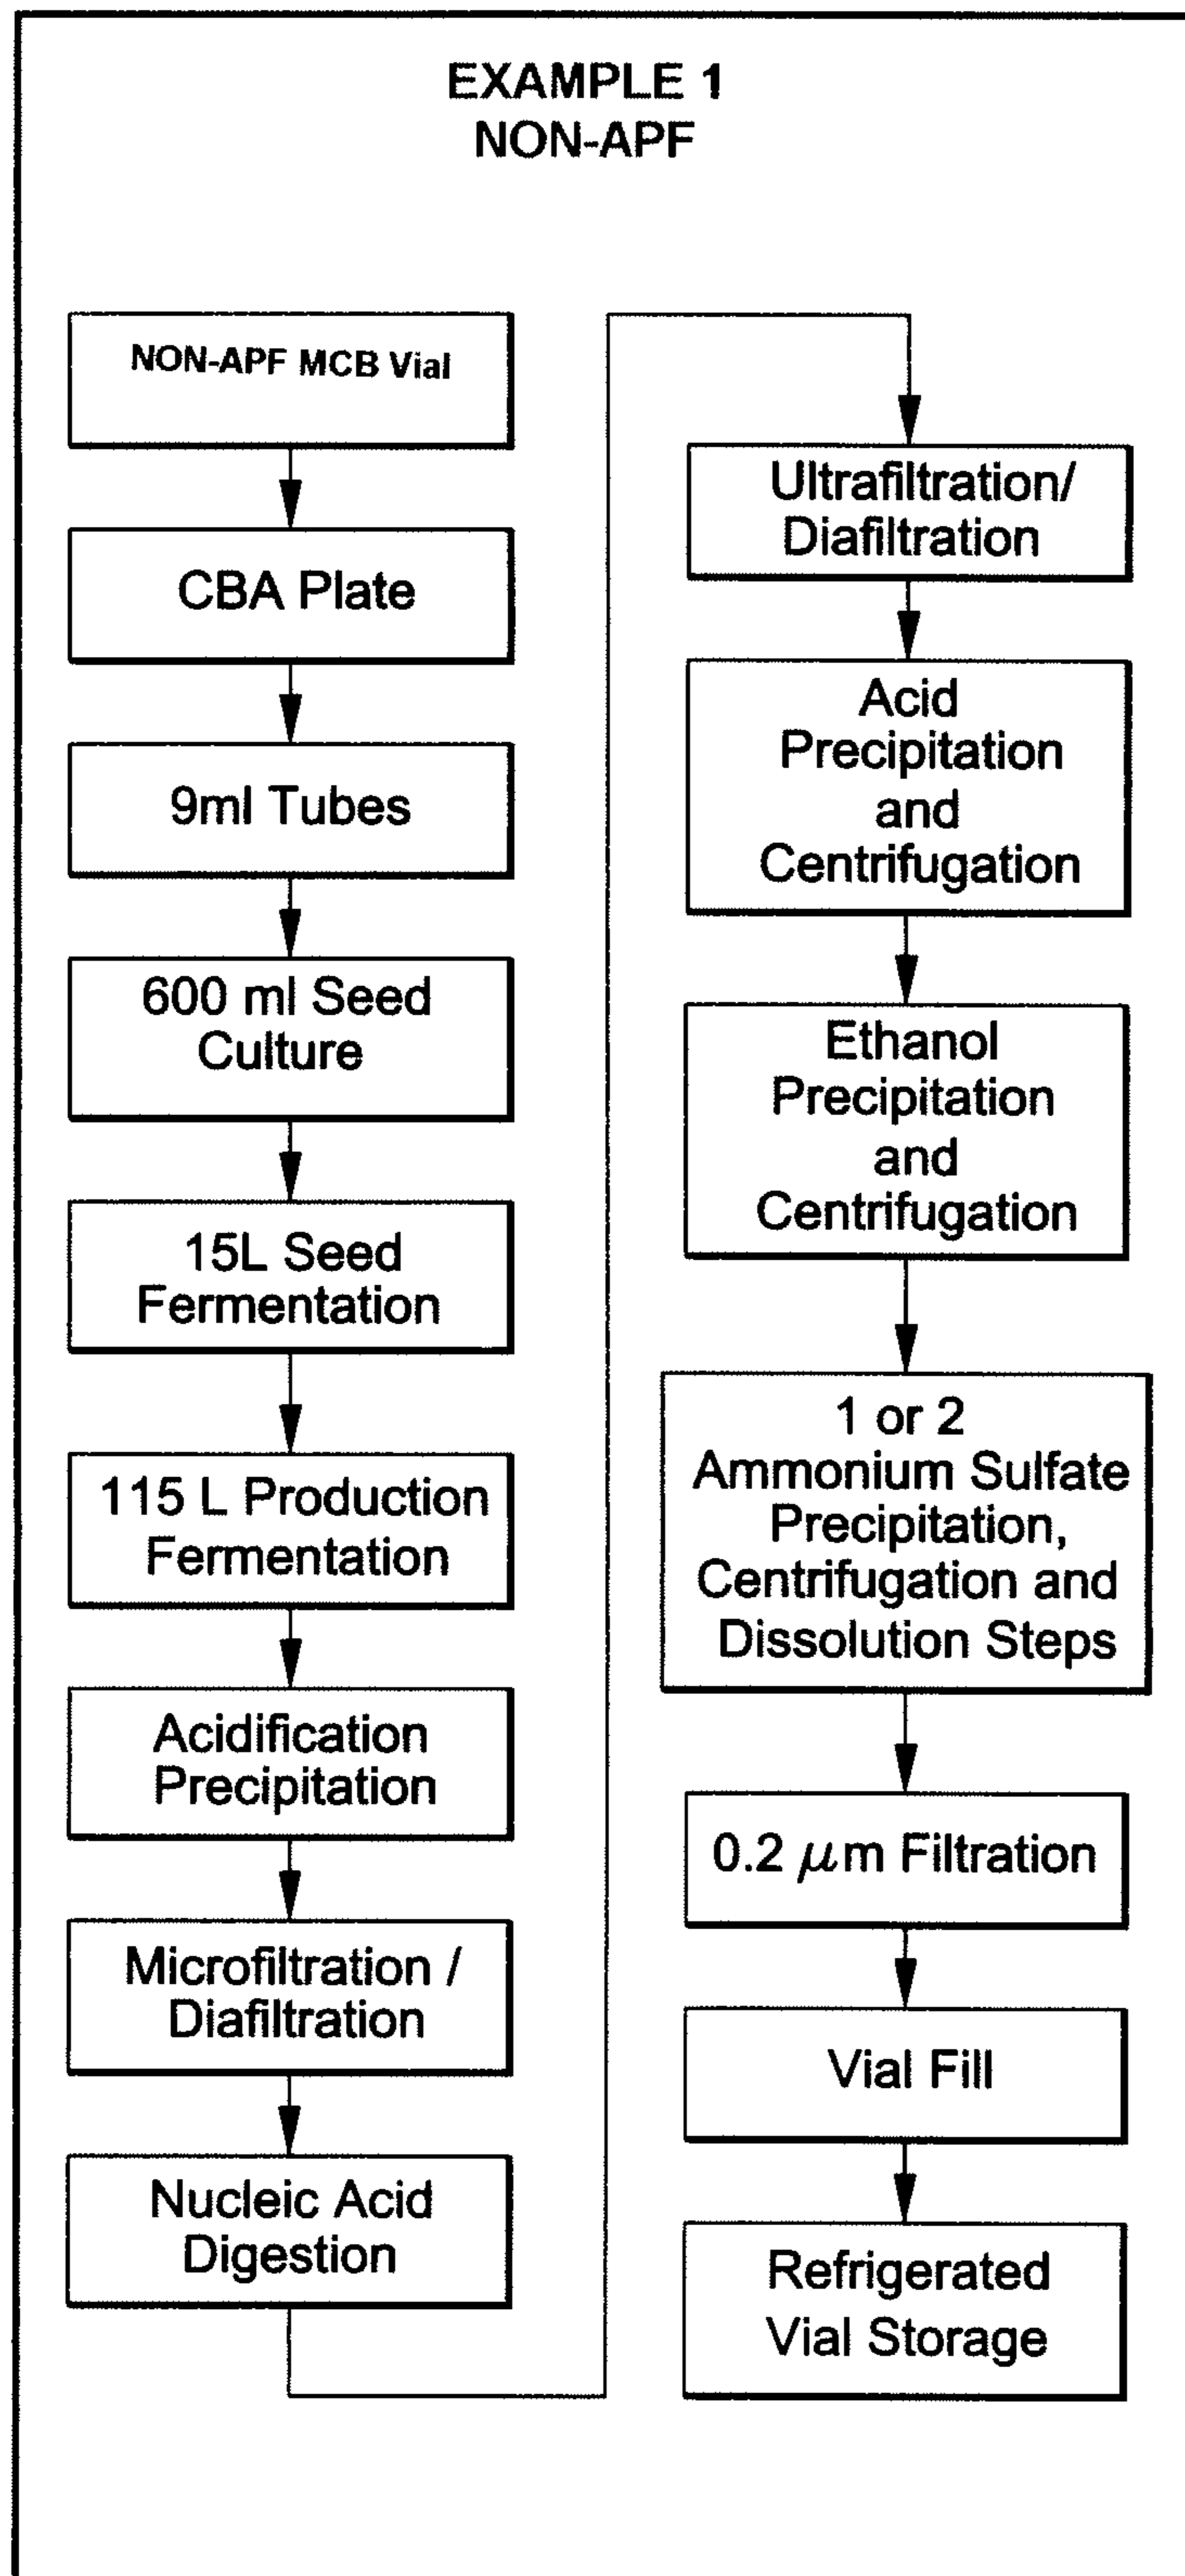 EXAMPLE 1
NON-APF
NON-APF MCB Vial
CBA Plate
9ml Tubes
600 ml Seed
Culture
15L Seed
Fermentation
115 L Production
Fermentation
Acidification
Precipitation
Microfiltration /
Diafiltration
Nucleic Acid
Digestion
Ultrafiltration/
Diafiltration
Acid
Precipitation
and
Centrifugation
Ethanol
Precipitation
and
Centrifugation
1 or 2
Ammonium Sulfate
Precipitation,
Centrifugation and
Dissolution Steps
0.2 μm Filtration
Vial Fill
Refrigerated
Vial Storage